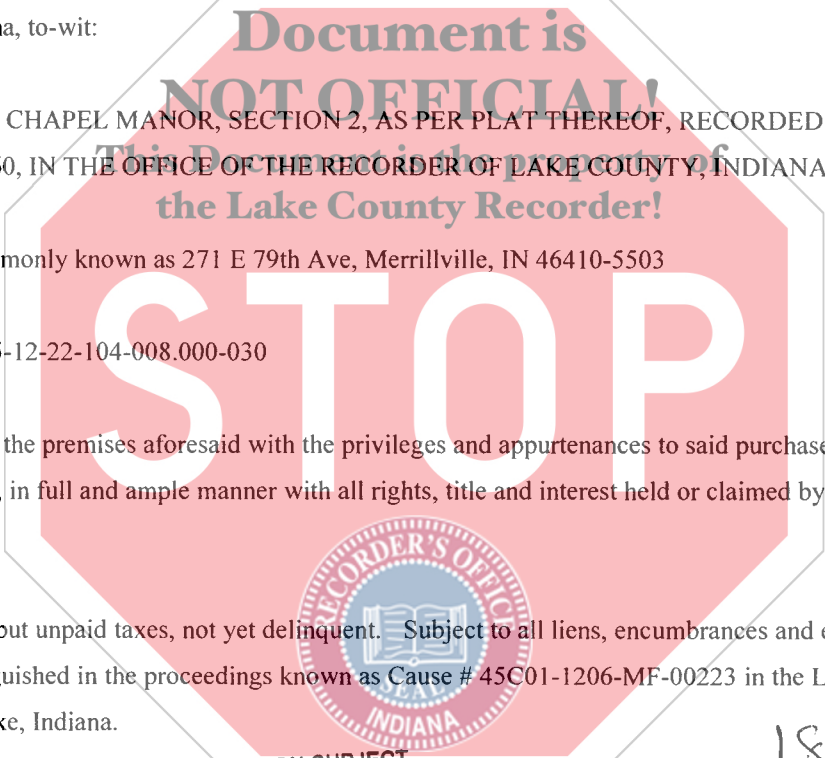 a, to-wit:
Document is
NOT OFFICIAL!
CHAPEL MANOR, SECTION 2, AS PER PLAT THEREOF, RECORDED
0, IN THE OFFICE OF THE RECORDER OF LAKE COUNTY, INDIANA
This Document is the property of
the Lake County Recorder!
monly known as 271 E 79th Ave, Merrillville, IN 46410-5503
-12-22-104-008.000-030
STOP
the premises aforesaid with the privileges and appurtenances to said purchase
, in full and ample manner with all rights, title and interest held or claimed by
RECORDER'S OFFICE
SEAL
INDIANA
out unpaid taxes, not yet delinquent. Subject to all liens, encumbrances and e
guished in the proceedings known as Cause # 45C01-1206-MF-00223 in the L
ke, Indiana.
18
SUBJECT